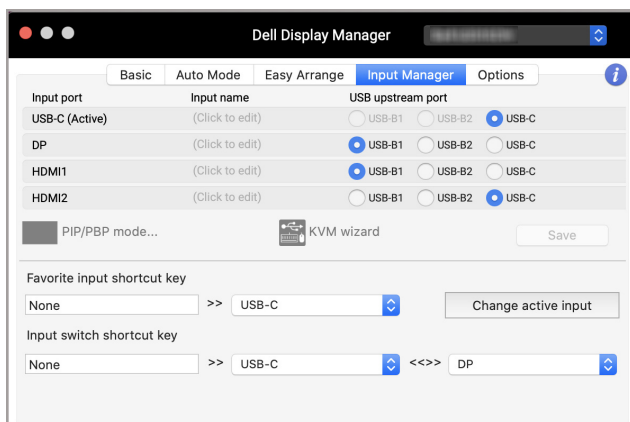 Dell Display Manager
Basic Auto Mode Easy Arrange Input Manager Options i
Input port Input name USB upstream port
USB-C (Active) (Click to edit) USB-B1 USB-B2 USB-C
DP (Click to edit) USB-B1 USB-B2 USB-C
HDMI1 (Click to edit) USB-B1 USB-B2 USB-C
HDMI2 (Click to edit) USB-B1 USB-B2 USB-C
PIP/PBP mode... KVM wizard Save
Favorite input shortcut key
None >> USB-C Change active input
Input switch shortcut key
None >> USB-C <<>> DP